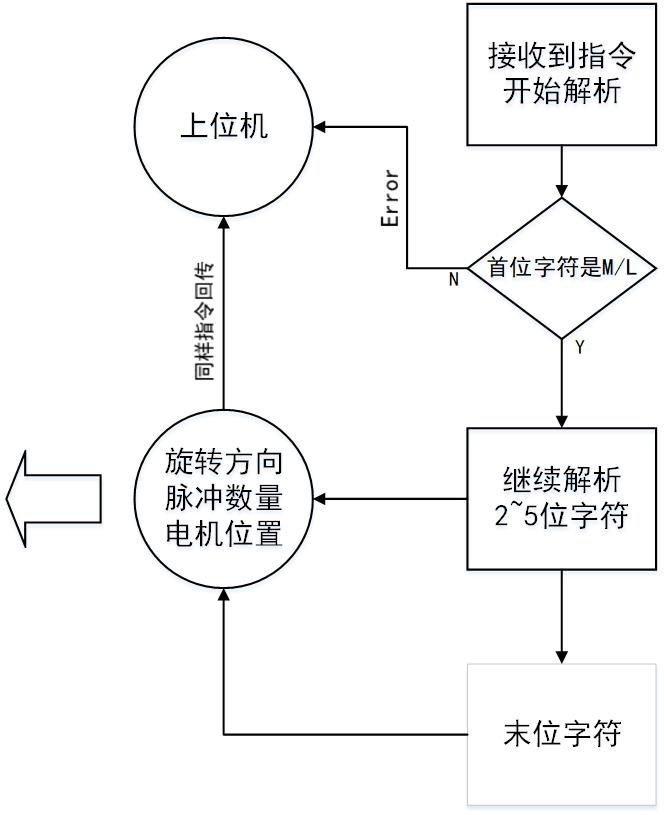 接收到指令
开始解析
上位机
Error
首位字符是M/L
N
Y
同样指令回传
旋转方向
脉冲数量
电机位置
继续解析
2~5位字符
末位字符